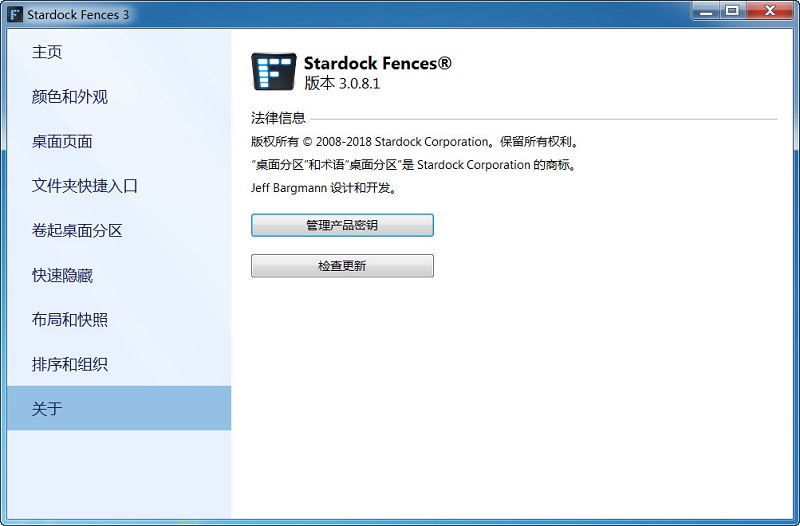 Stardock Fences 3
主页
颜色和外观
桌面页面
文件夹快捷入口
卷起桌面分区
快速隐藏
布局和快照
排序和组织
关于
Stardock Fences®
版本 3.0.8.1
法律信息
版权所有 © 2008-2018 Stardock Corporation。保留所有权利。
“桌面分区”和术语“桌面分区”是 Stardock Corporation 的商标。
Jeff Bargmann 设计和开发。
管理产品密钥
检查更新